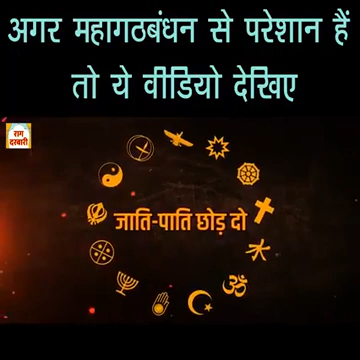 अगर महागठबंधन से परेशान हैं
तो ये वीडियो देखिए
राग
दरबारी
जाति-पाति छोड़ दो